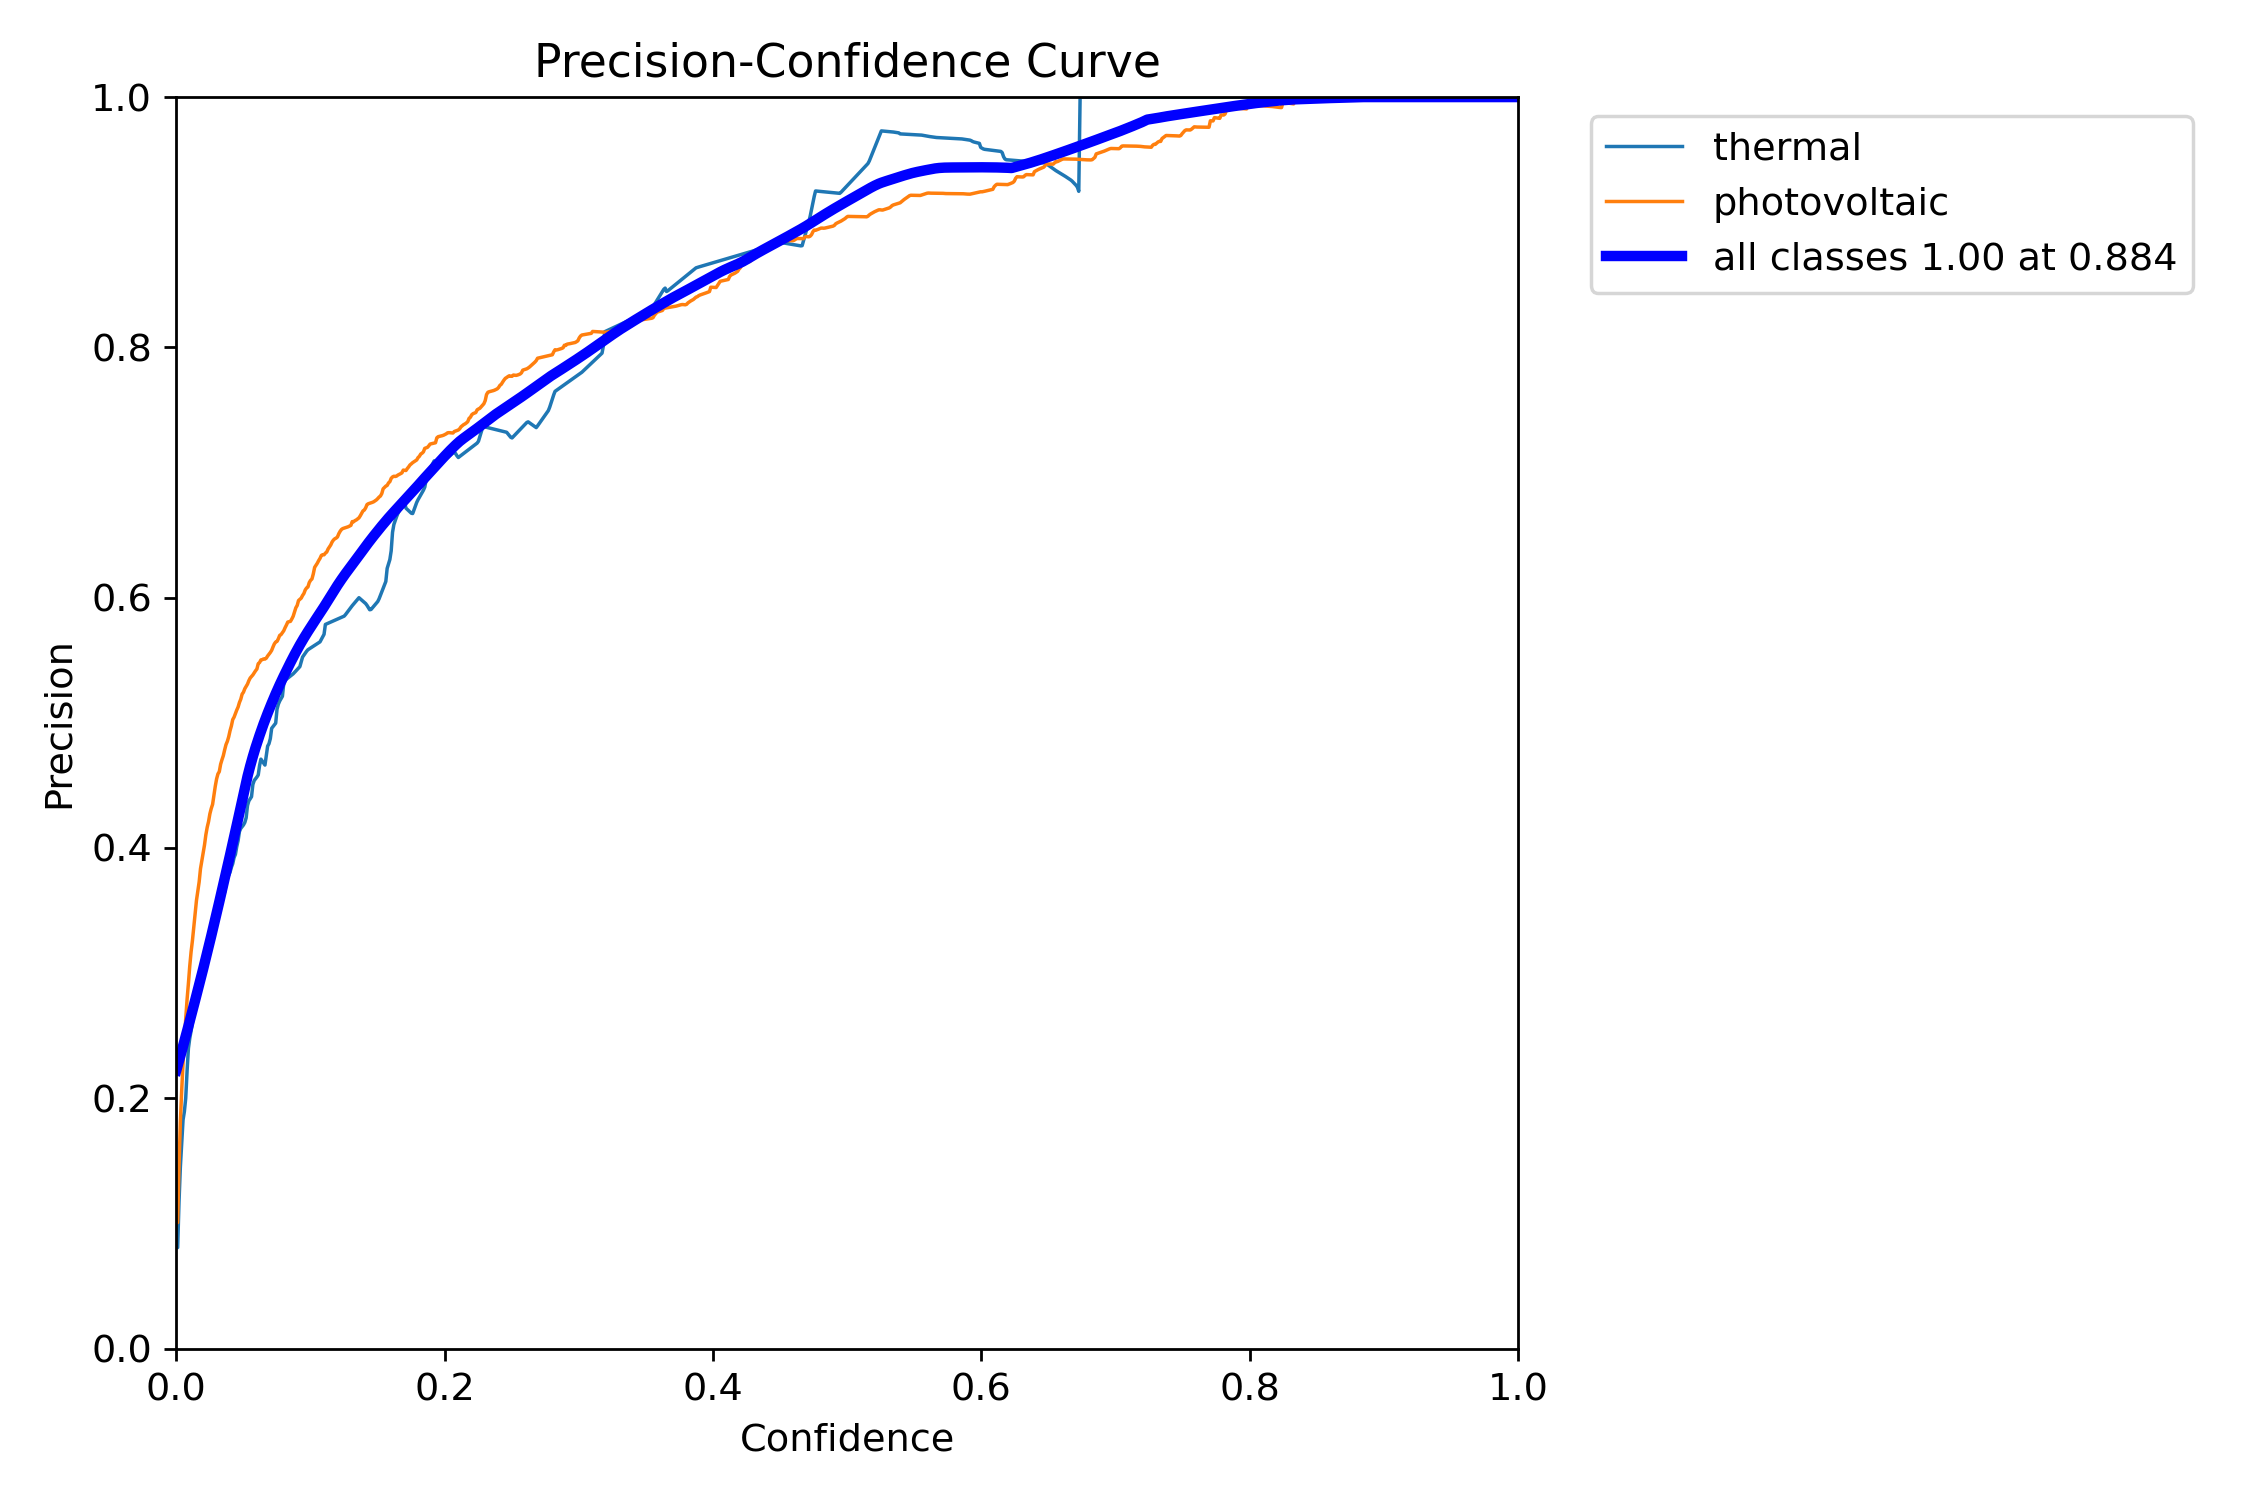 Precision-Confidence Curve
1.0
0.8
0.6
0.4
0.2
0.0
Precision
0.0 0.2 0.4 0.6 0.8 1.0
Confidence
thermal
photovoltaic
all classes 1.00 at 0.884